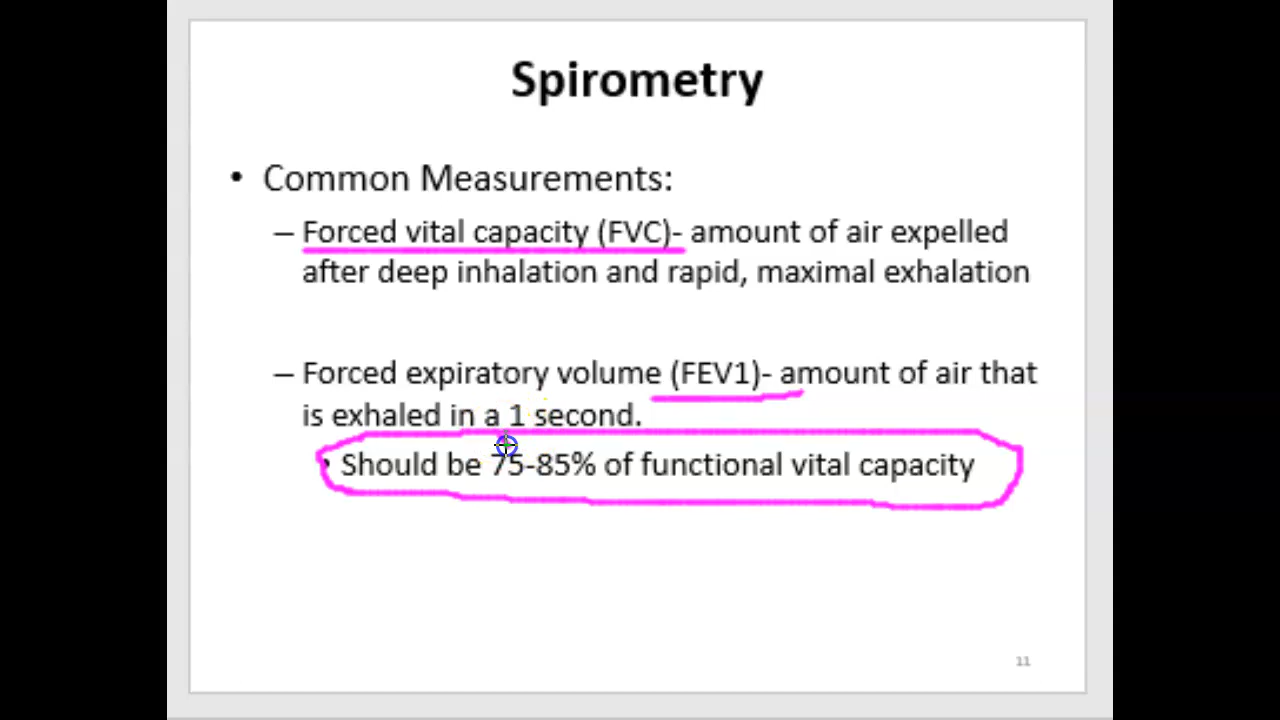 Spirometry
• Common Measurements:
– Forced vital capacity (FVC)- amount of air expelled
after deep inhalation and rapid, maximal exhalation
– Forced expiratory volume (FEV1)- amount of air that
is exhaled in a 1 second.
• Should be 75-85% of functional vital capacity
11